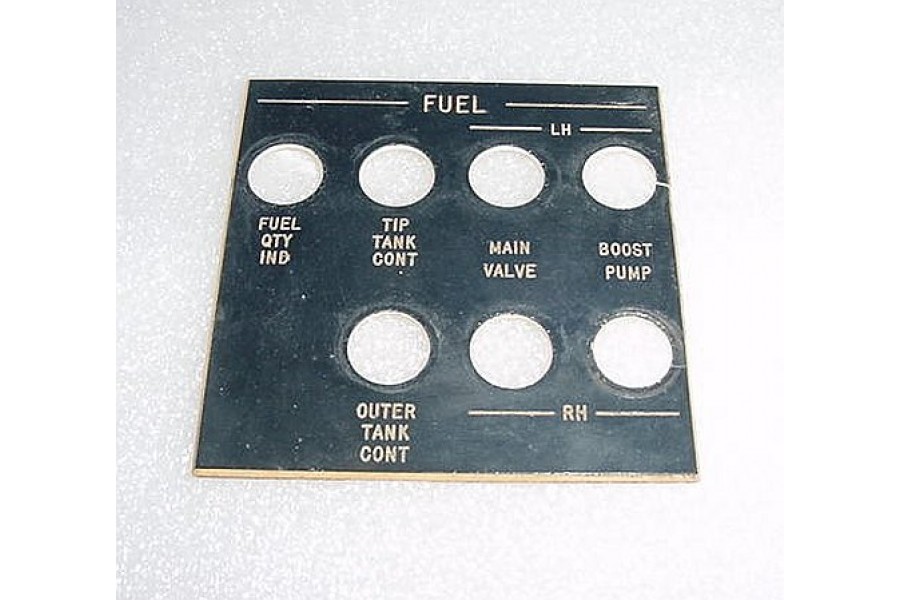 FUEL
LH
FUEL
QTY
IND
TIP
TANK
CONT
MAIN
VALVE
BOOST
PUMP
OUTER
TANK
CONT
RH